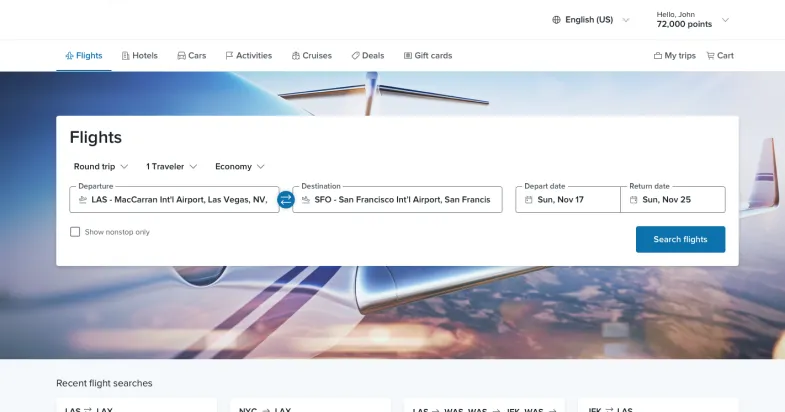 English (US)
Hello, John
72,000 points
Flights
Hotels
Cars
Activities
Cruises
Deals
Gift cards
My trips
Cart
Flights
Round trip
1 Traveler
Economy
Departure
LAS - MacCarran Int'l Airport, Las Vegas, NV,
Destination
SFO - San Francisco Int'l Airport, San Francis
Depart date
Sun, Nov 17
Return date
Sun, Nov 25
Show nonstop only
Search flights
Recent flight searches
LAS ⇄ LAX
NYC → LAX
LAS → WAS, WAS → JFK, WAS →
JFK ⇄ LAS